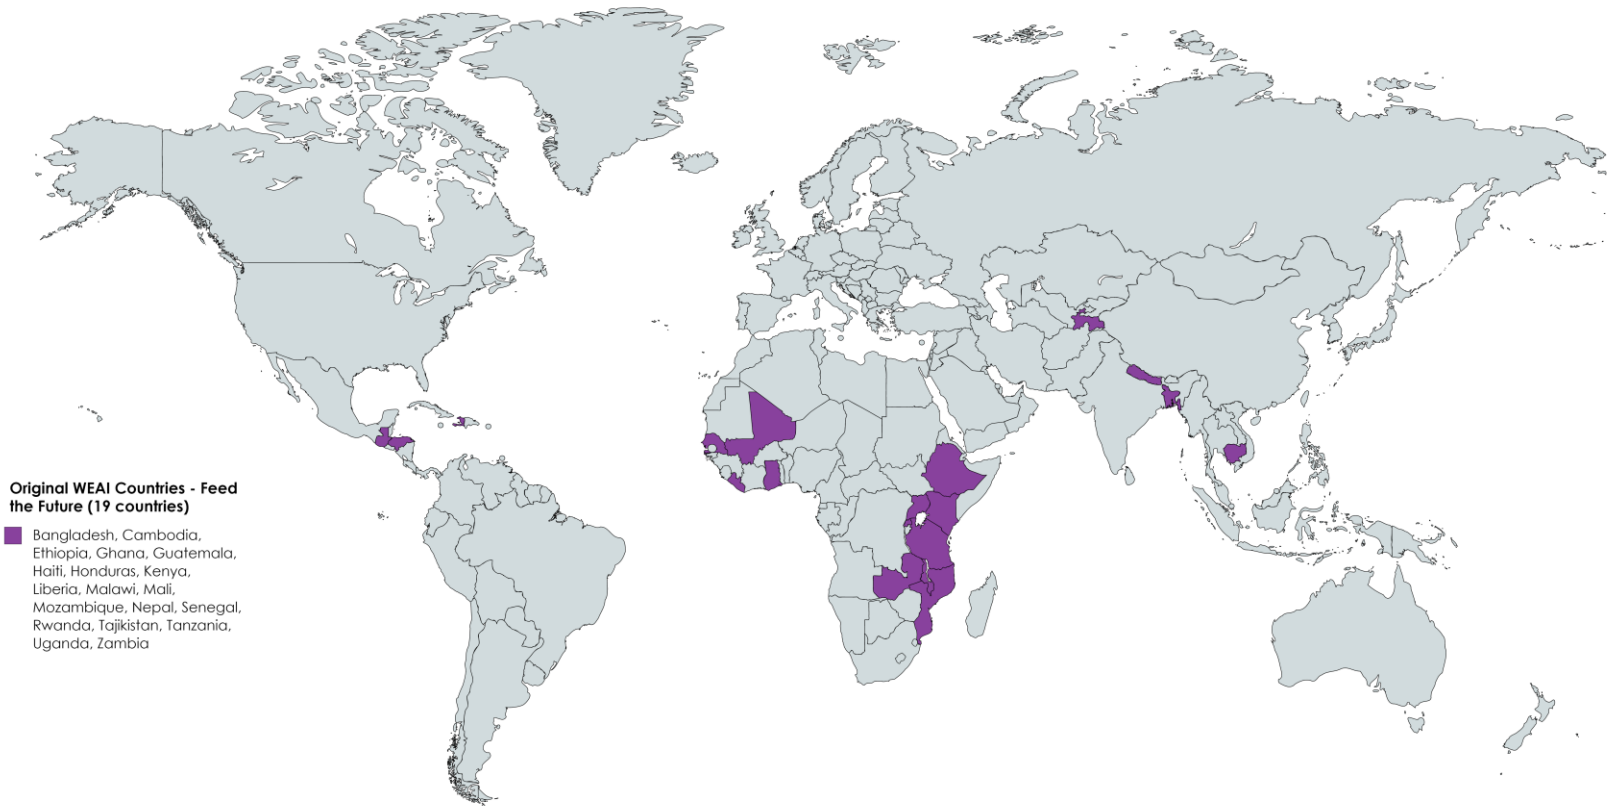 Original WEAI Countries - Feed
the Future (19 countries)
Bangladesh, Cambodia,
Ethiopia, Ghana, Guatemala,
Haiti, Honduras, Kenya,
Liberia, Malawi, Mali,
Mozambique, Nepal, Senegal,
Rwanda, Tajikistan, Tanzania,
Uganda, Zambia